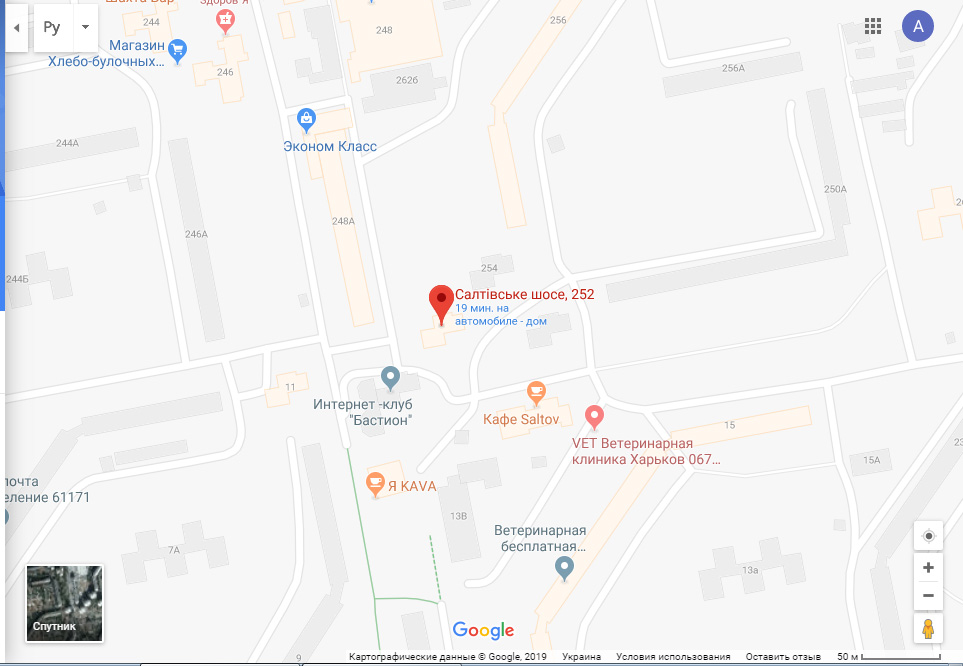 Шахта Бар
Здоровʼя
244
248
256
Ру
A
Магазин
Хлебо-булочных...
246
262б
256А
Эконом Класс
244А
250А
26
248А
246А
254
244Б
Салтівське шосе, 252
19 мин. на
автомобиле - дом
11
Интернет -клуб
"Бастион"
Кафе Saltov
15
VET Ветеринарная
клиника Харьков 067...
23
15А
почта
еление 61171
Я KAVA
13В
Ветеринарная
бесплатная...
7А
13а
Спутник
Google
9
Картографические данные © Google, 2019
Украина
Условия использования
Оставить отзыв
50 м